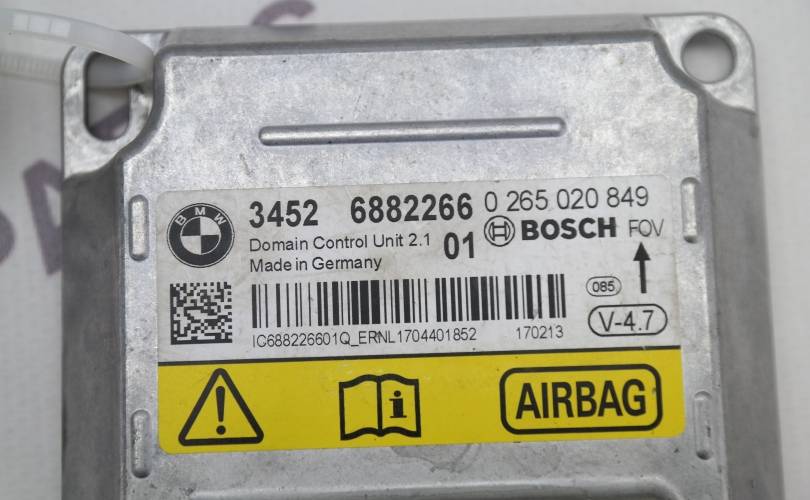 BMW
3452 6882266 0 265 020 849
Domain Control Unit 2.1 01 BOSCH FOV
Made in Germany
085
V-4.7
IC688226601Q_ERNL1704401852 170213
i
AIRBAG